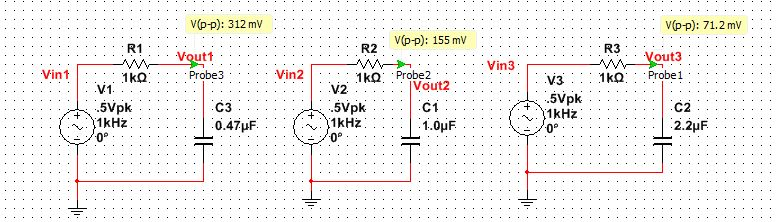 V(p-p): 312 mV
V(p-p): 155 mV
V(p-p): 71.2 mV
R1
Vout1
Vin1
1kΩ
Probe3
V1
.5Vpk
1kHz
0°
C3
0.47µF
R2
Vin2
1kΩ
Probe2
Vout2
V2
.5Vpk
1kHz
0°
C1
1.0µF
R3
Vout3
Vin3
1kΩ
Probe1
V3
.5Vpk
1kHz
0°
C2
2.2µF